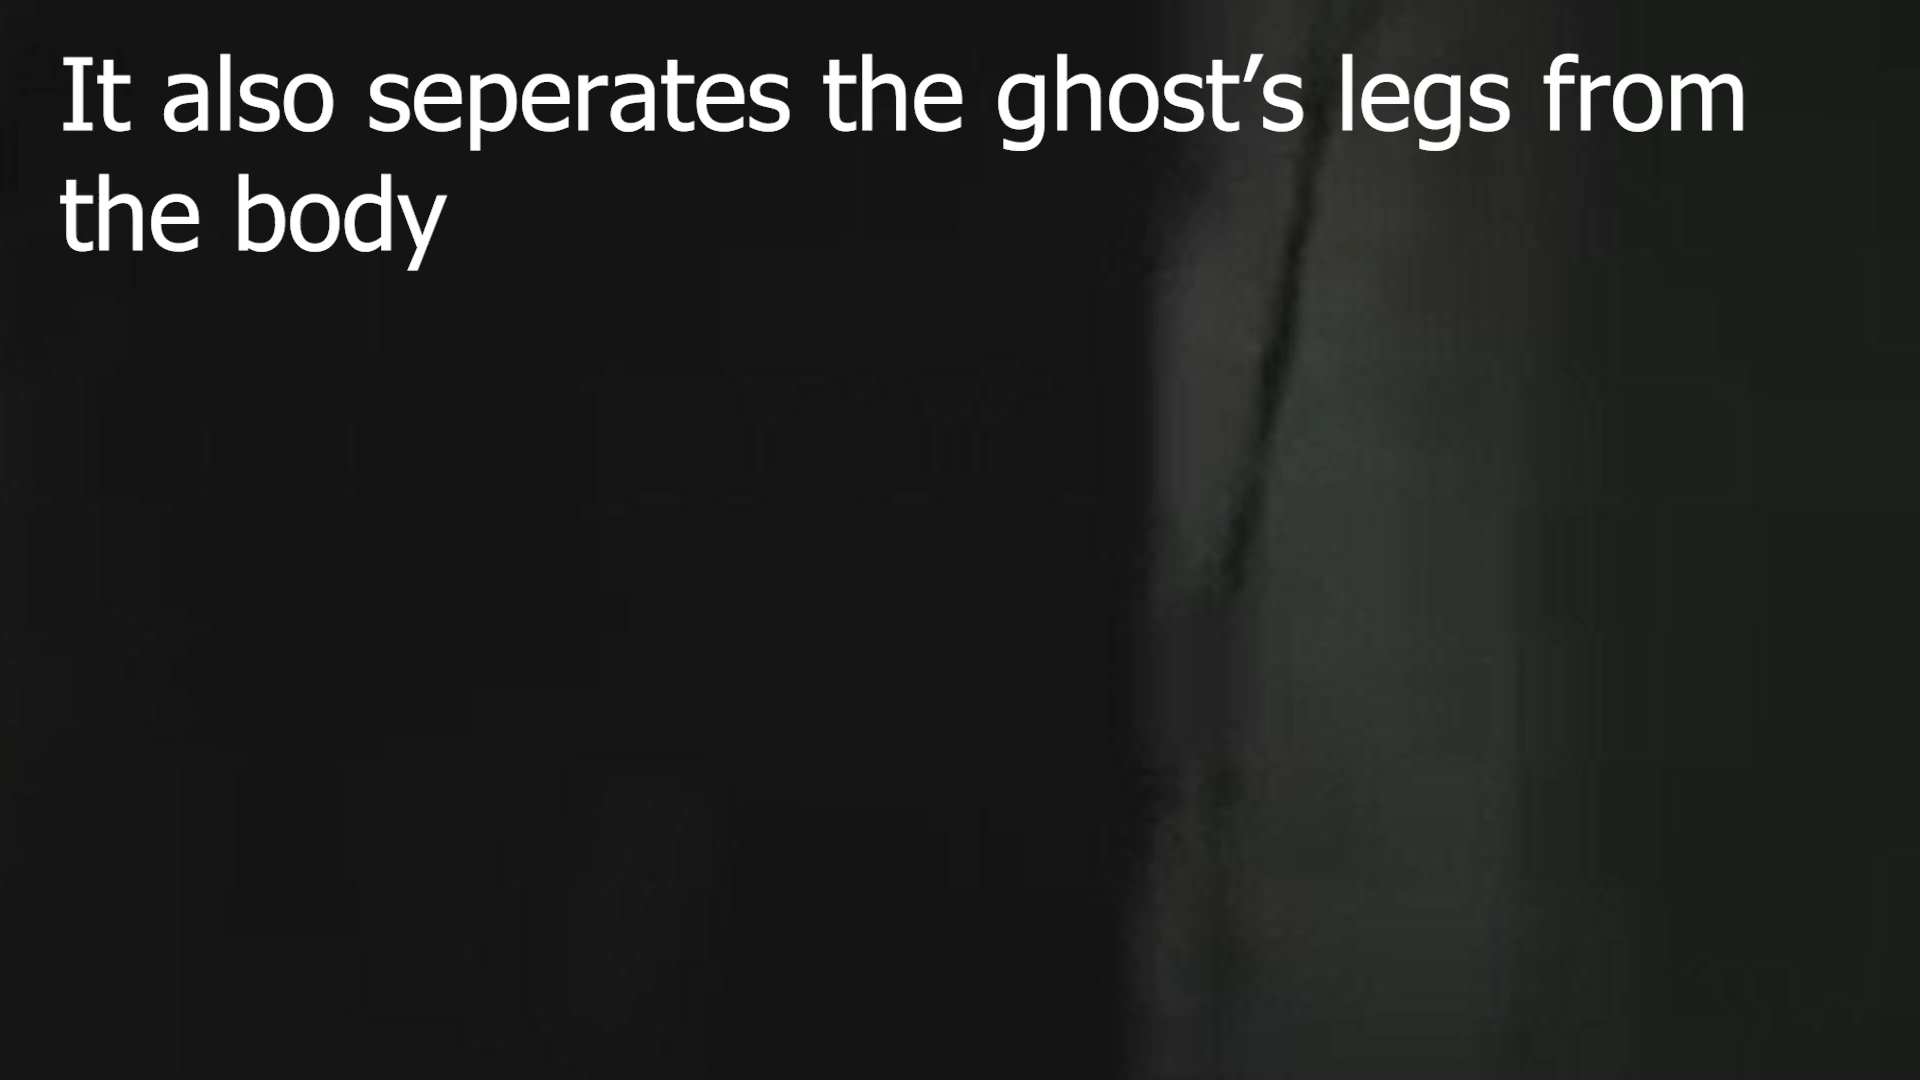 It also seperates the ghost’s legs from
the body